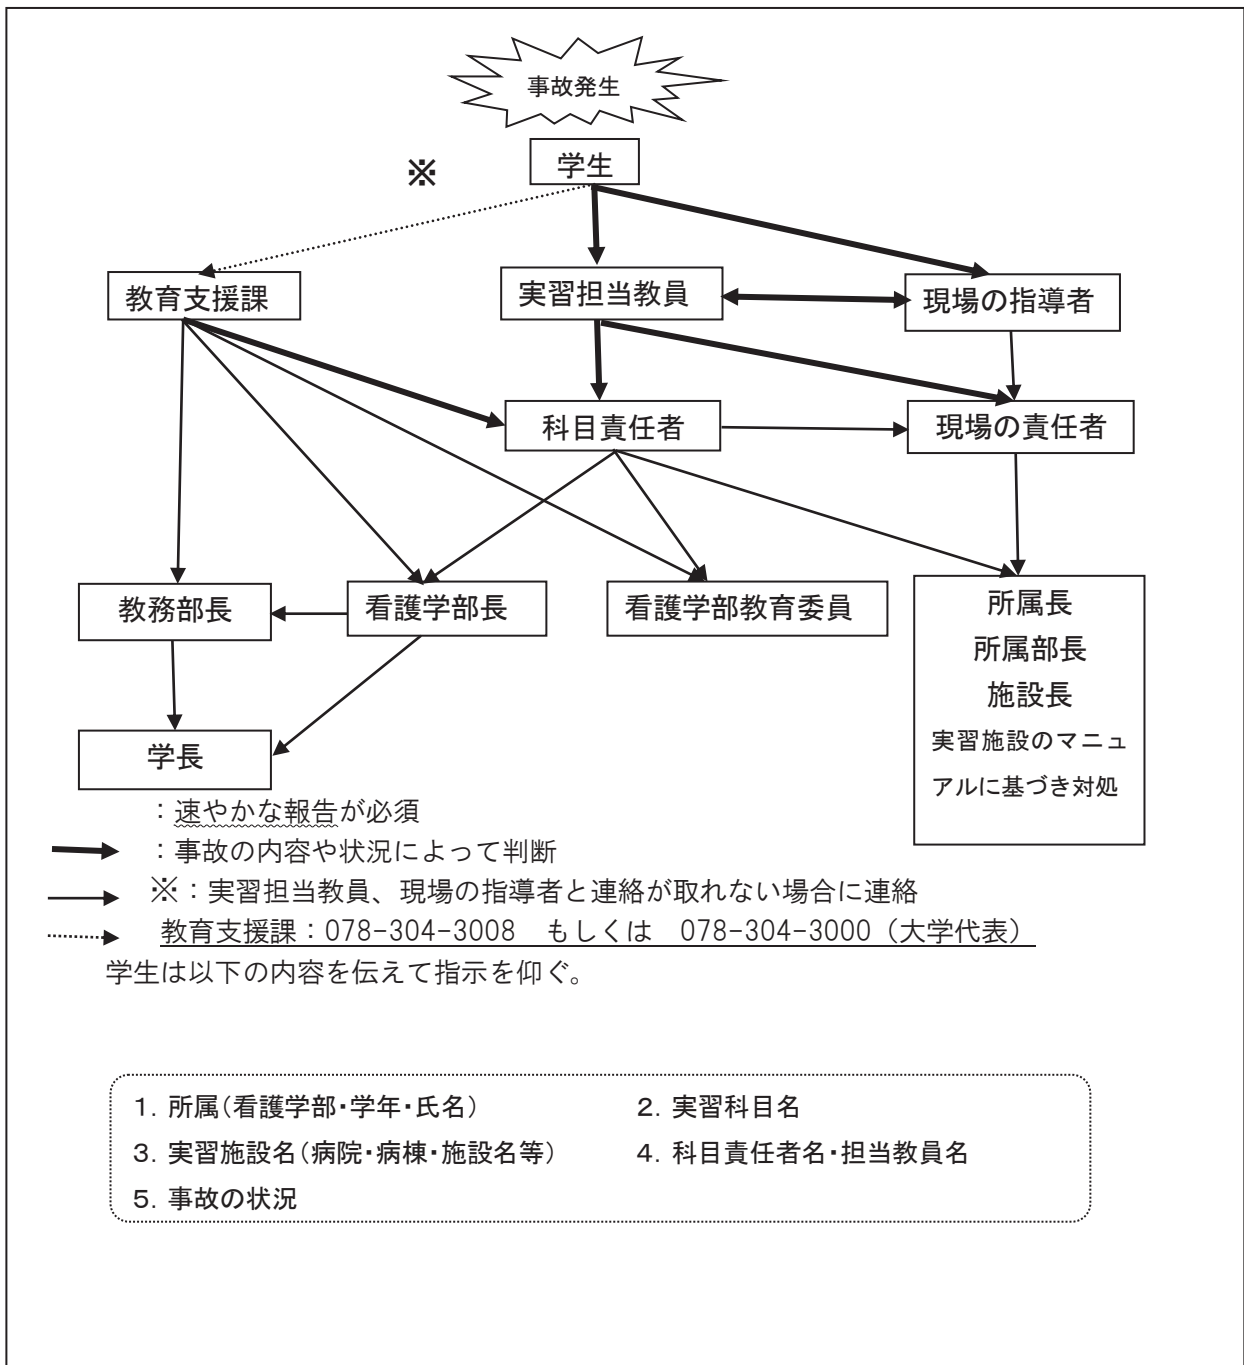 事故発生
学生
※
教育支援課
実習担当教員
現場の指導者
科目責任者
現場の責任者
教務部長
看護学部長
看護学部教育委員
所属長
所属部長
施設長
実習施設のマニュ
アルに基づき対処
学長
：速やかな報告が必須
：事故の内容や状況によって判断
※：実習担当教員、現場の指導者と連絡が取れない場合に連絡
教育支援課：078-304-3008　もしくは　078-304-3000（大学代表）
学生は以下の内容を伝えて指示を仰ぐ。
1．所属（看護学部・学年・氏名）　2．実習科目名
3．実習施設名（病院・病棟・施設名等）　4．科目責任者名・担当教員名
5．事故の状況